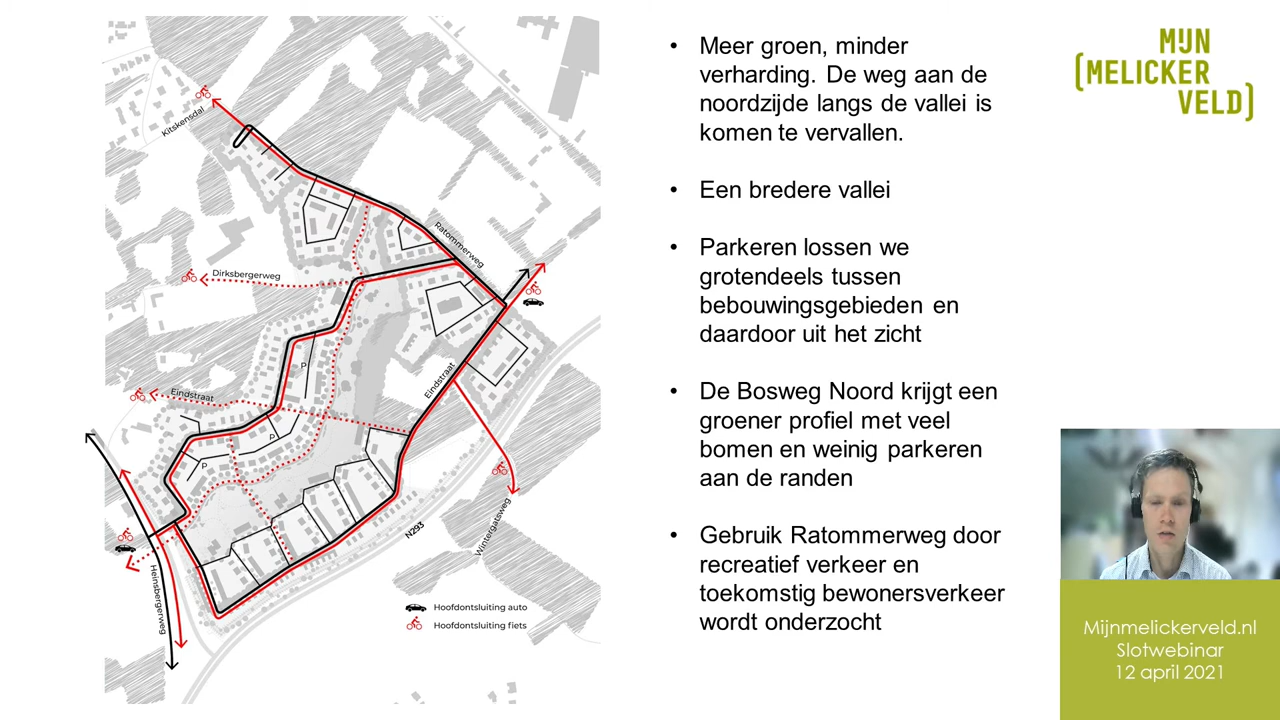 Kitskensdal
Ratommerweg
Dirksbergerweg
P
Eindstraat
Eindstraat
P
P
N293
Wintergatsweg
Heinsbergerweg
Hoofdontsluiting auto
Hoofdontsluiting fiets
• Meer groen, minder
verharding. De weg aan de
noordzijde langs de vallei is
komen te vervallen.
• Een bredere vallei
• Parkeren lossen we
grotendeels tussen
bebouwingsgebieden en
daardoor uit het zicht
• De Bosweg Noord krijgt een
groener profiel met veel
bomen en weinig parkeren
aan de randen
• Gebruik Ratommerweg door
recreatief verkeer en
toekomstig bewonersverkeer
wordt onderzocht
MIJN
(MELICKER
VELD)
Mijnmelickerveld.nl
Slotwebinar
12 april 2021